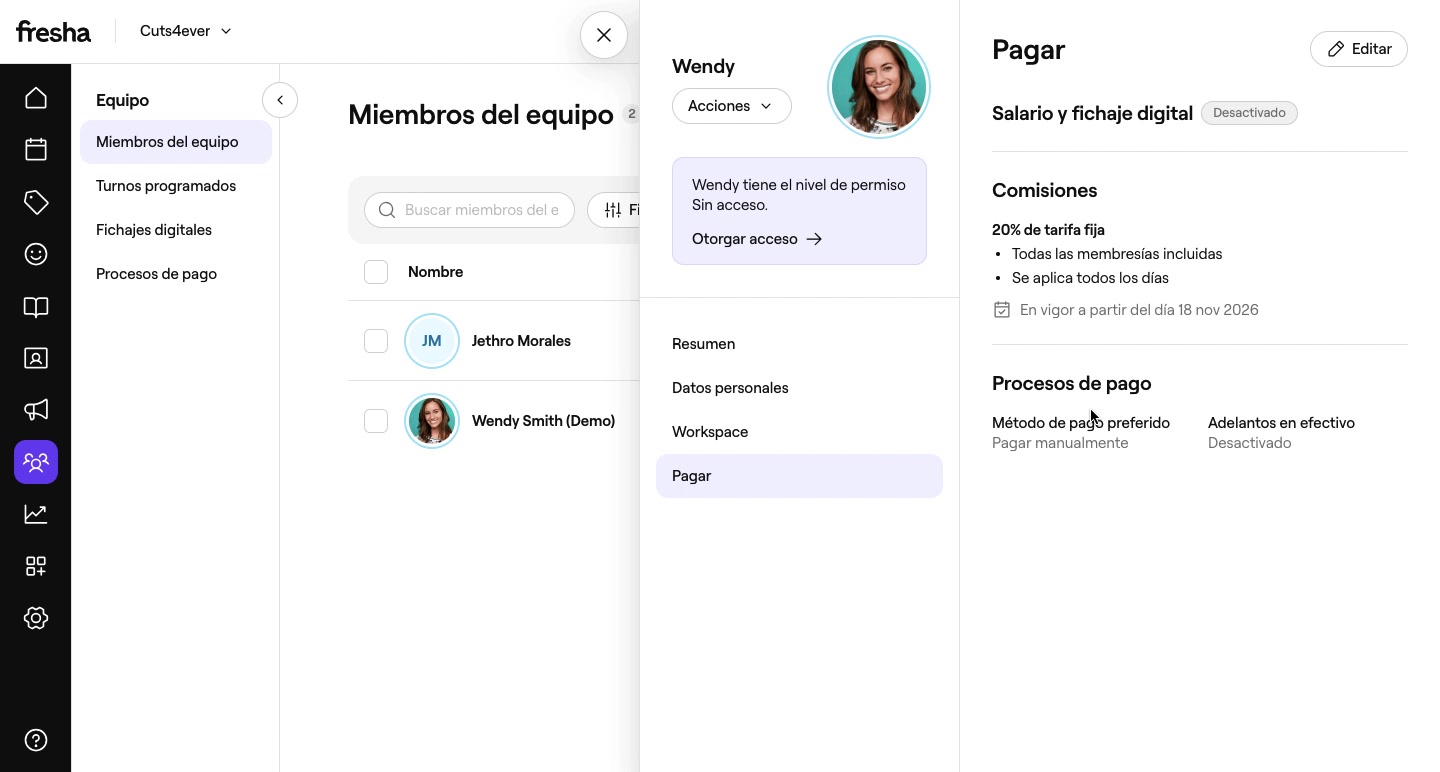 fresha
Cuts4ever
Equipo
Miembros del equipo
Turnos programados
Fichajes digitales
Procesos de pago
Miembros del equipo 2
Buscar miembros del e
Fi
Nombre
JM Jethro Morales
Wendy Smith (Demo)
Wendy
Acciones
Wendy tiene el nivel de permiso
Sin acceso.
Otorgar acceso
Resumen
Datos personales
Workspace
Pagar
Pagar
Editar
Salario y fichaje digital Desactivado
Comisiones
20% de tarifa fija
• Todas las membresías incluidas
• Se aplica todos los días
En vigor a partir del día 18 nov 2026
Procesos de pago
Método de pago preferido
Pagar manualmente
Adelantos en efectivo
Desactivado